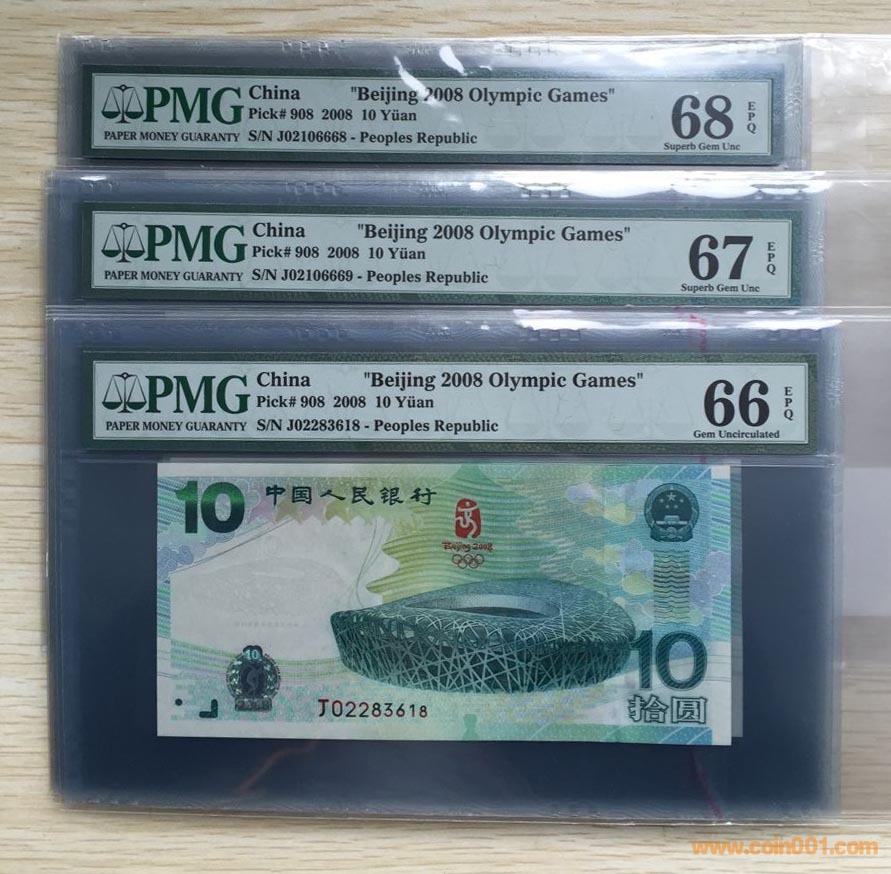 PMG
PAPER MONEY GUARANTY
China "Beijing 2008 Olympic Games"
Pick# 908 2008 10 Yüan
S/N J02106668 - Peoples Republic
68 EPQ
Superb Gem Unc
PMG
PAPER MONEY GUARANTY
China "Beijing 2008 Olympic Games"
Pick# 908 2008 10 Yüan
S/N J02106669 - Peoples Republic
67 EPQ
Superb Gem Unc
PMG
PAPER MONEY GUARANTY
China "Beijing 2008 Olympic Games"
Pick# 908 2008 10 Yüan
S/N J02283618 - Peoples Republic
66 EPQ
Gem Uncirculated
10 中国人民银行
Beijing 2008
10
10
J02283618
拾圆
www.coin001.com